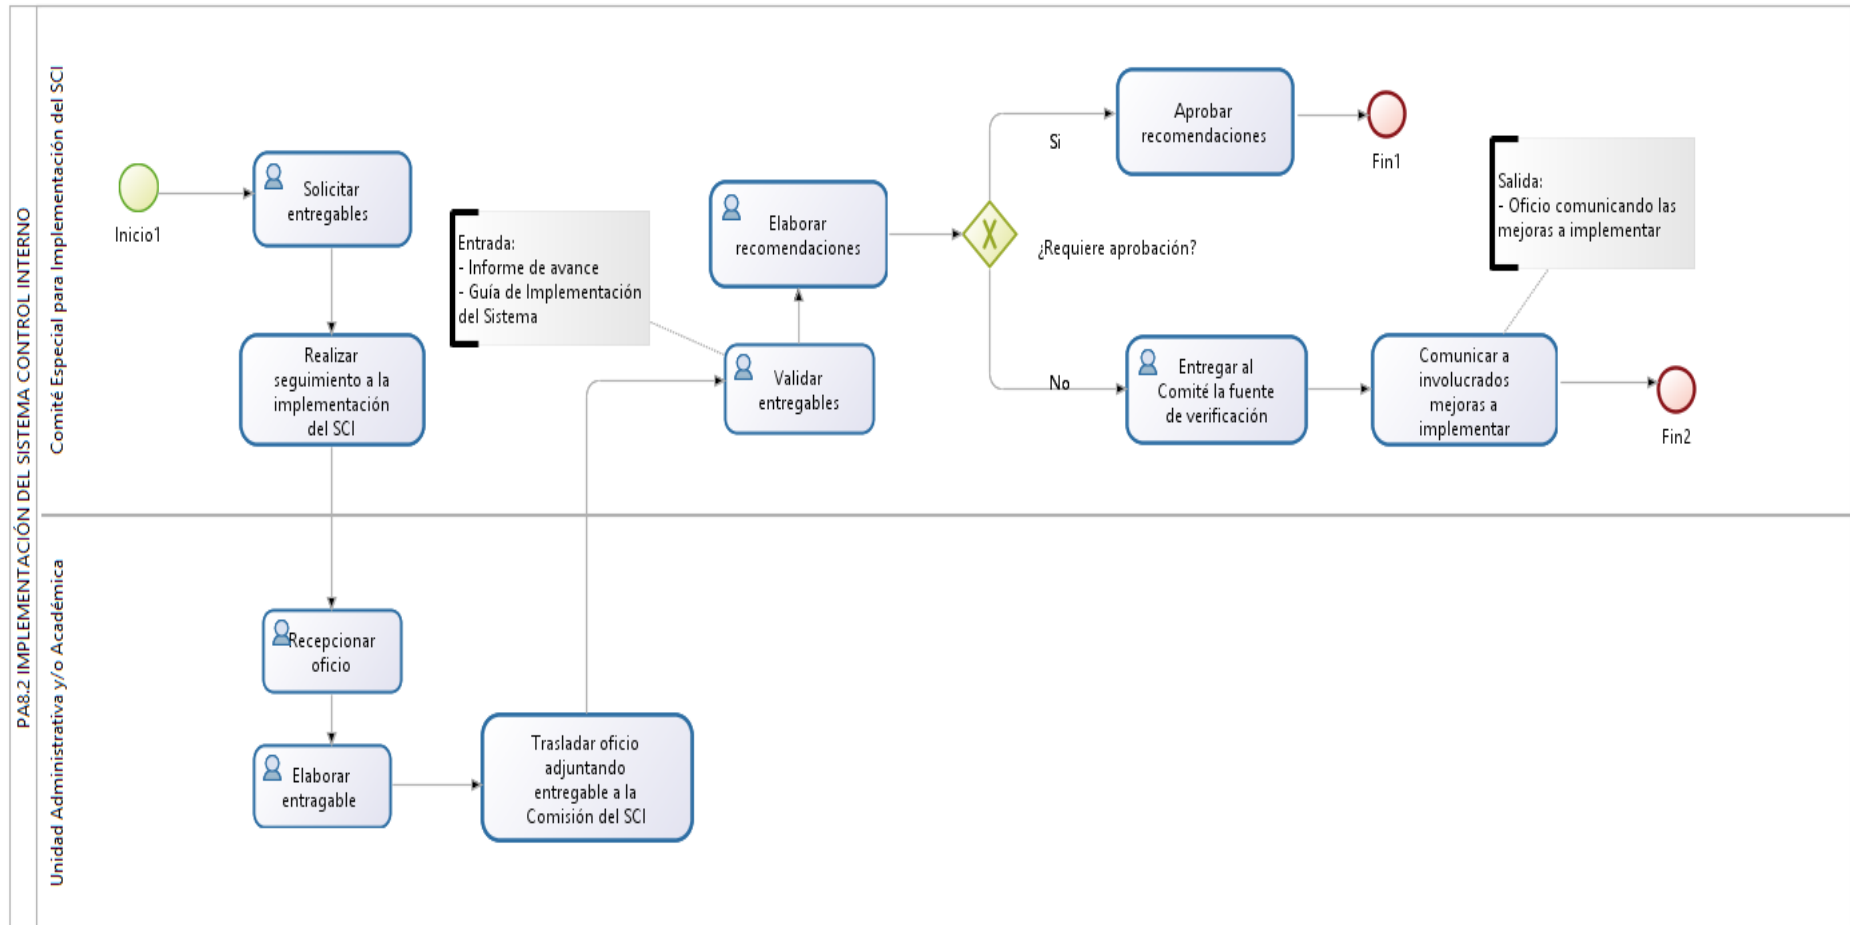 PA8.2 IMPLEMENTACIÓN DEL SISTEMA CONTROL INTERNO
Comité Especial para Implementación del SCI
Inicio1
Solicitar
entregables
Realizar
seguimiento a la
implementación
del SCI
Entrada:
- Informe de avance
- Guía de Implementación
del Sistema
Validar
entregables
Elaborar
recomendaciones
¿Requiere aprobación?
Si
Aprobar
recomendaciones
Fin1
No
Entregar al
Comité la fuente
de verificación
Comunicar a
involucrados
mejoras a
implementar
Salida:
- Oficio comunicando las
mejoras a implementar
Fin2
Unidad Administrativa y/o Académica
Recepcionar
oficio
Elaborar
entragable
Trasladar oficio
adjuntando
entregable a la
Comisión del SCI